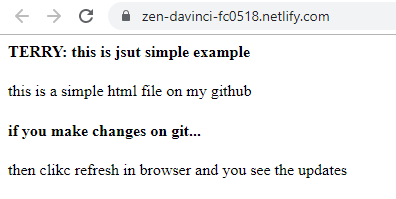 zen-davinci-fc0518.netlify.com
TERRY: this is jsut simple example
this is a simple html file on my github
if you make changes on git...
then clikc refresh in browser and you see the updates